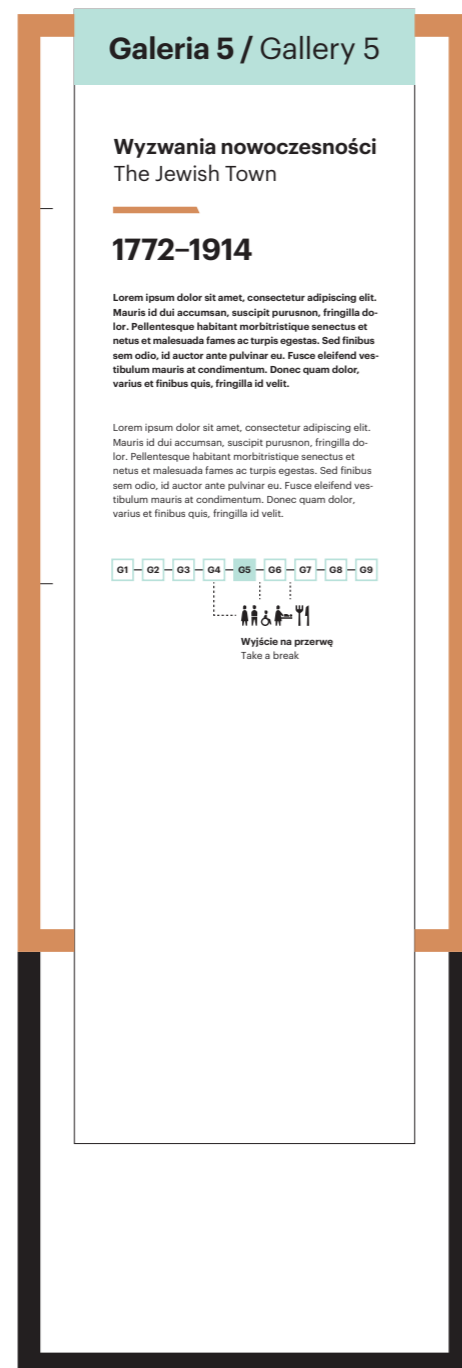 Galeria 5 / Gallery 5
Wyzwania nowoczesności
The Jewish Town
1772–1914
Lorem ipsum dolor sit amet, consectetur adipiscing elit.
Mauris id dui accumsan, suscipit purusnon, fringilla do-
lor. Pellentesque habitant morbitristique senectus et
netus et malesuada fames ac turpis egestas. Sed finibus
sem odio, id auctor ante pulvinar eu. Fusce eleifend ves-
tibulum mauris at condimentum. Donec quam dolor,
varius et finibus quis, fringilla id velit.
Lorem ipsum dolor sit amet, consectetur adipiscing elit.
Mauris id dui accumsan, suscipit purusnon, fringilla do-
lor. Pellentesque habitant morbitristique senectus et
netus et malesuada fames ac turpis egestas. Sed finibus
sem odio, id auctor ante pulvinar eu. Fusce eleifend ves-
tibulum mauris at condimentum. Donec quam dolor,
varius et finibus quis, fringilla id velit.
G1 G2 G3 G4 G5 G6 G7 G8 G9
Wyjście na przerwę
Take a break